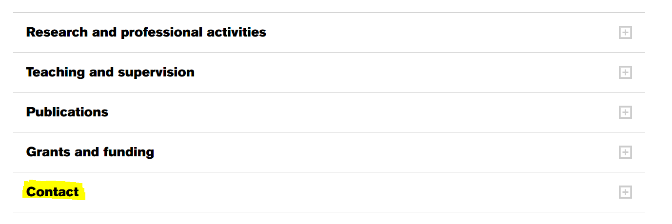 Research and professional activities
Teaching and supervision
Publications
Grants and funding
Contact